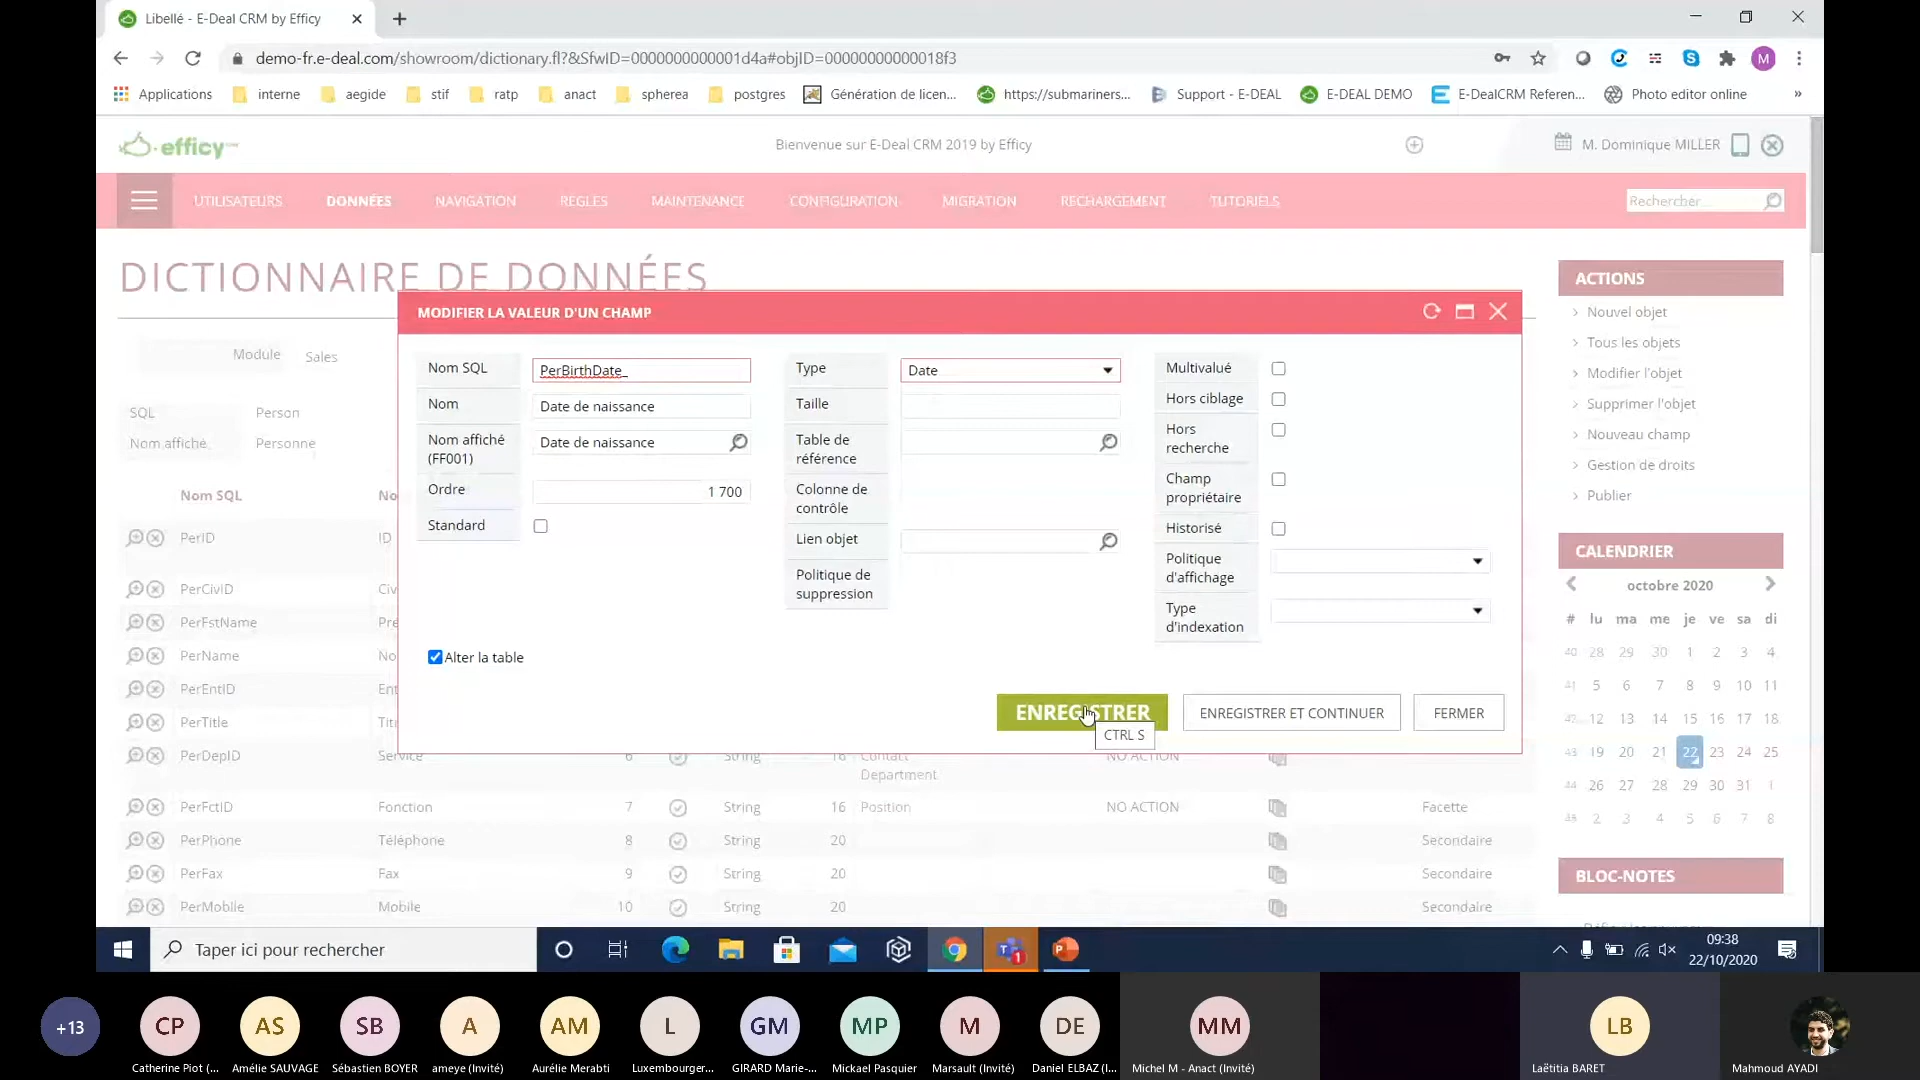 Libellé - E-Deal CRM by Efficy
demo-fr.e-deal.com/showroom/dictionary.fl?&SfwID=0000000000001d4a#objID=00000000000018f3
M
Applications interne aegide stif ratp anact spherea postgres Génération de licen... https://submariners... Support - E-DEAL E-DEAL DEMO E-DealCRM Referen... Photo editor online »
efficy
Bienvenue sur E-Deal CRM 2019 by Efficy
M. Dominique MILLER
UTILISATEURS DONNÉES NAVIGATION RÈGLES MAINTENANCE CONFIGURATION MIGRATION RECHARGEMENT TUTORIELS
Rechercher...
DICTIONNAIRE DE DONNÉES
Module Sales
SQL Person
Nom affiché Personne
Nom SQL
PerID ID
PerCivID
PerFstName
PerName
PerEntID
PerTitle
PerDepID Service 6 String 16 Contact Department NO ACTION
PerFctID Fonction 7 String 16 Position NO ACTION Facette
PerPhone Téléphone 8 String 20 Secondaire
PerFax Fax 9 String 20 Secondaire
PerMobile Mobile 10 String 20 Secondaire
MODIFIER LA VALEUR D'UN CHAMP
Nom SQL PerBirthDate_
Nom Date de naissance
Nom affiché (FF001) Date de naissance
Ordre 1 700
Standard
Type Date
Taille
Table de référence
Colonne de contrôle
Lien objet
Politique de suppression
Multivalué
Hors ciblage
Hors recherche
Champ propriétaire
Historisé
Politique d'affichage
Type d'indexation
Alter la table
ENREGISTRER ENREGISTRER ET CONTINUER FERMER
CTRL S
ACTIONS
Nouvel objet
Tous les objets
Modifier l'objet
Supprimer l'objet
Nouveau champ
Gestion de droits
Publier
CALENDRIER
octobre 2020
# lu ma me je ve sa di
40 28 29 30 1 2 3 4
41 5 6 7 8 9 10 11
42 12 13 14 15 16 17 18
43 19 20 21 22 23 24 25
44 26 27 28 29 30 31 1
45 2 3 4 5 6 7 8
BLOC-NOTES
Taper ici pour rechercher
1
09:38
22/10/2020
+13
CP AS SB A AM L GM MP M DE MM LB
Catherine Piot (... Amélie SAUVAGE Sébastien BOYER ameye (Invité) Aurélie Merabti Luxembourger... GIRARD Marie-... Mickael Pasquier Marsault (Invité) Daniel ELBAZ (I... Michel M - Anact (Invité) Laëtitia BARET Mahmoud AYADI